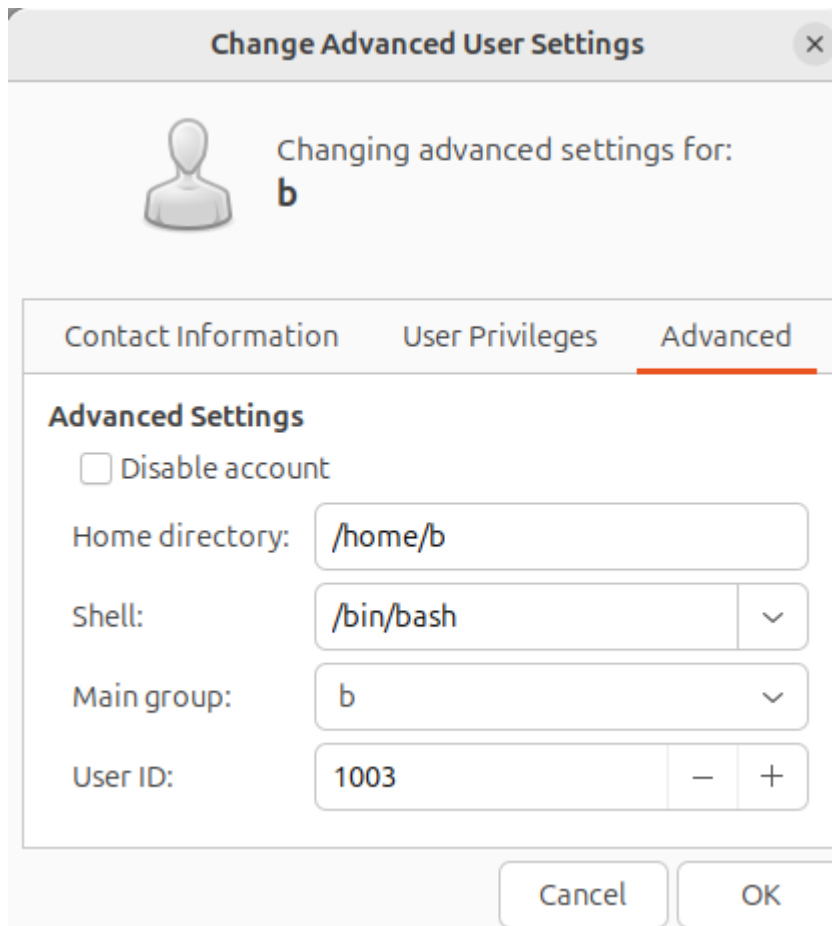 Change Advanced User Settings
Changing advanced settings for:
b
Contact Information User Privileges Advanced
Advanced Settings
Disable account
Home directory: /home/b
Shell: /bin/bash
Main group: b
User ID: 1003 − +
Cancel OK